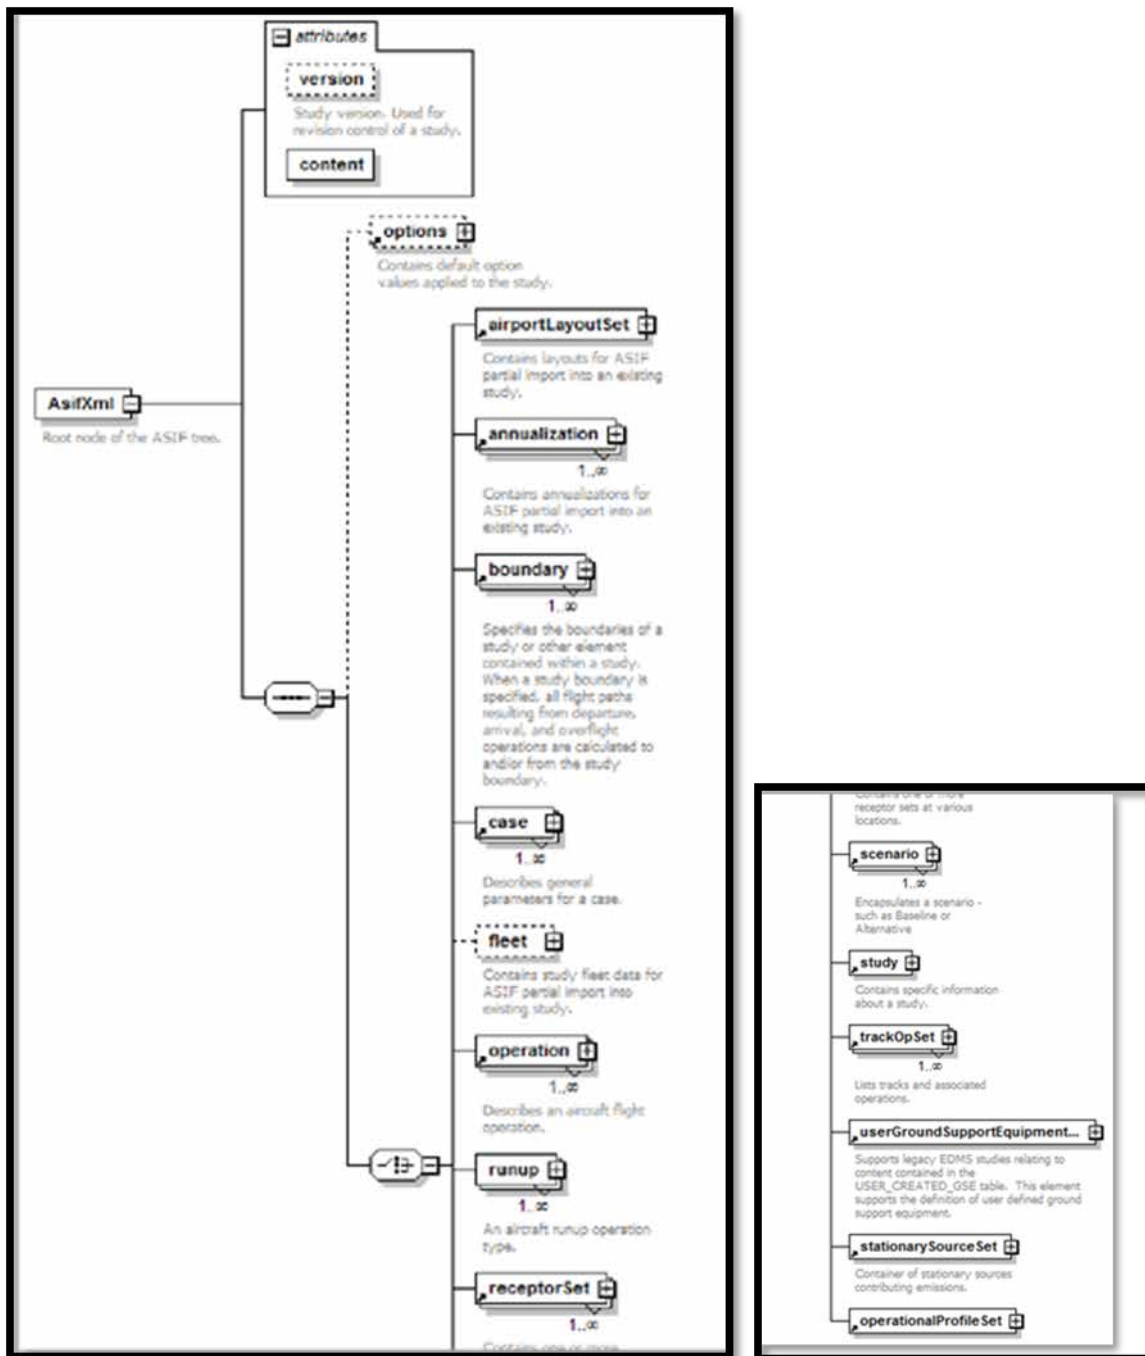 attributes
version
Study version. Used for
revision control of a study.
content
options
Contains default option
values applied to the study.
airportLayoutSet
Contains layouts for ASIF
partial import into an existing
study.
AsifXml
Root node of the ASIF tree.
annualization
1..∞
Contains annualizations for
ASIF partial import into an
existing study.
boundary
1..∞
Specifies the boundaries of a
study or other element
contained within a study.
When a study boundary is
specified, all flight paths
resulting from departure,
arrival, and overflight
operations are calculated to
and/or from the study
boundary.
case
1..∞
Describes general
parameters for a case.
fleet
Contains study fleet data for
ASIF partial import into
existing study.
operation
1..∞
Describes an aircraft flight
operation.
runup
1..∞
An aircraft runup operation
type.
receptorSet
1..∞
Contains one or more
Contains one or more
receptor sets at various
locations.
scenario
1..∞
Encapsulates a scenario -
such as Baseline or
Alternative
study
Contains specific information
about a study.
trackOpSet
1..∞
Lists tracks and associated
operations.
userGroundSupportEquipment...
Supports legacy EDMS studies relating to
content contained in the
USER_CREATED_GSE table. This element
supports the definition of user defined ground
support equipment.
stationarySourceSet
Container of stationary sources
contributing emissions.
operationalProfileSet